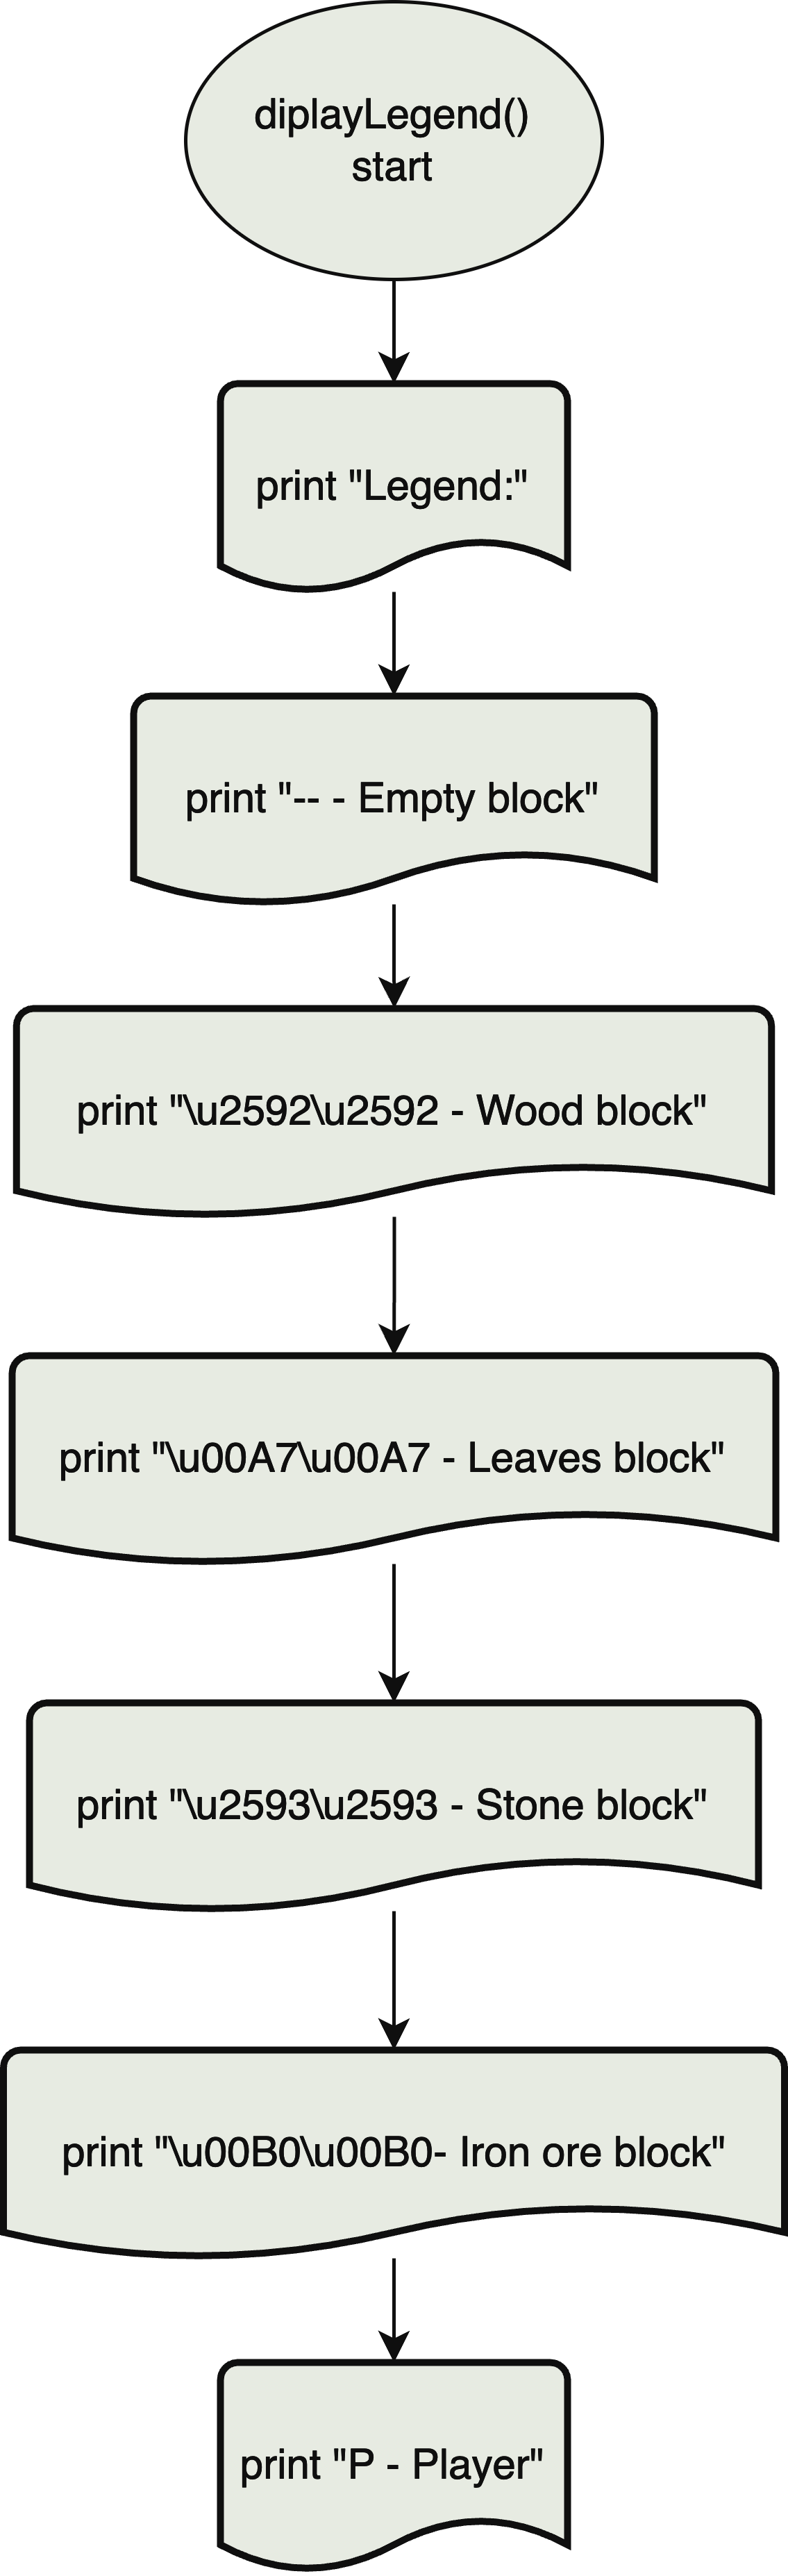 diplayLegend()
start
print "Legend:"
print "-- - Empty block"
print "\u2592\u2592 - Wood block"
print "\u00A7\u00A7 - Leaves block"
print "\u2593\u2593 - Stone block"
print "\u00B0\u00B0- Iron ore block"
print "P - Player"